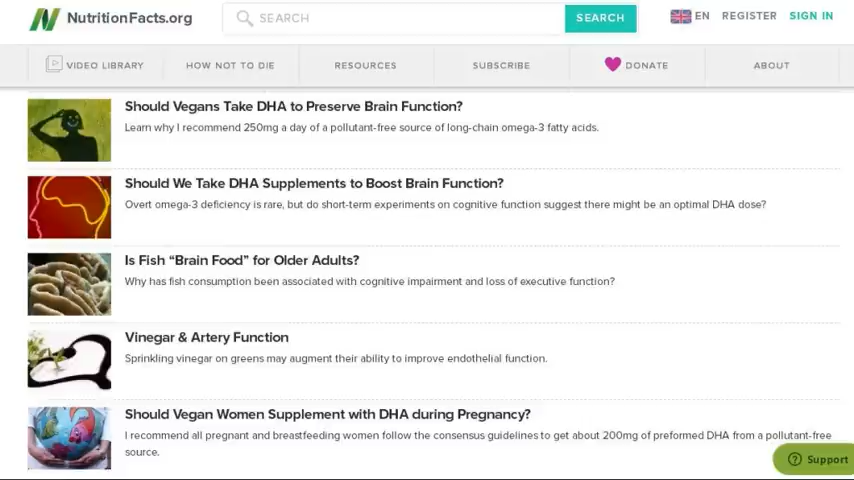 NutritionFacts.org
SEARCH
SEARCH
EN
REGISTER
SIGN IN
VIDEO LIBRARY
HOW NOT TO DIE
RESOURCES
SUBSCRIBE
DONATE
ABOUT
Should Vegans Take DHA to Preserve Brain Function?
Learn why I recommend 250mg a day of a pollutant-free source of long-chain omega-3 fatty acids.
Should We Take DHA Supplements to Boost Brain Function?
Overt omega-3 deficiency is rare, but do short-term experiments on cognitive function suggest there might be an optimal DHA dose?
Is Fish “Brain Food” for Older Adults?
Why has fish consumption been associated with cognitive impairment and loss of executive function?
Vinegar & Artery Function
Sprinkling vinegar on greens may augment their ability to improve endothelial function.
Should Vegan Women Supplement with DHA during Pregnancy?
I recommend all pregnant and breastfeeding women follow the consensus guidelines to get about 200mg of preformed DHA from a pollutant-free
source.
Support